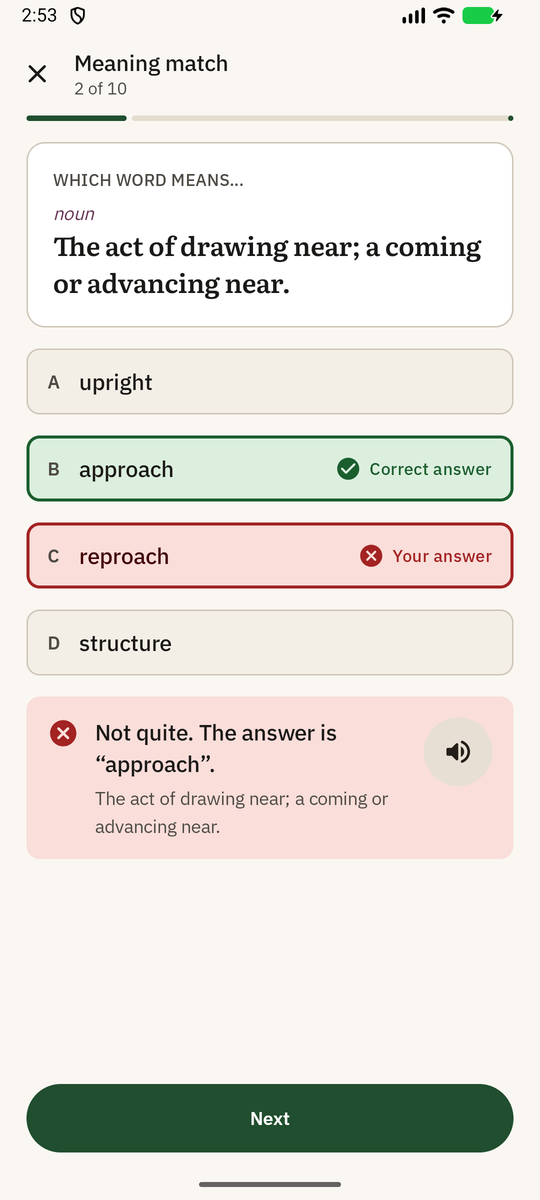 2:53
Meaning match
2 of 10
WHICH WORD MEANS...
noun
The act of drawing near; a coming
or advancing near.
A upright
B approach Correct answer
C reproach Your answer
D structure
Not quite. The answer is
“approach”.
The act of drawing near; a coming or
advancing near.
Next